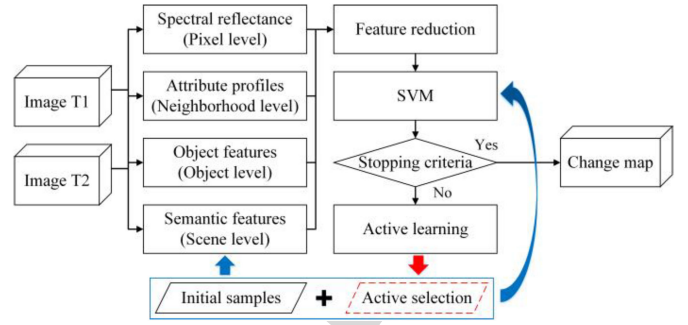 Image T1
Image T2
Spectral reflectance
(Pixel level)
Attribute profiles
(Neighborhood level)
Object features
(Object level)
Semantic features
(Scene level)
Feature reduction
SVM
Stopping criteria
Yes
No
Change map
Active learning
Initial samples
+
Active selection